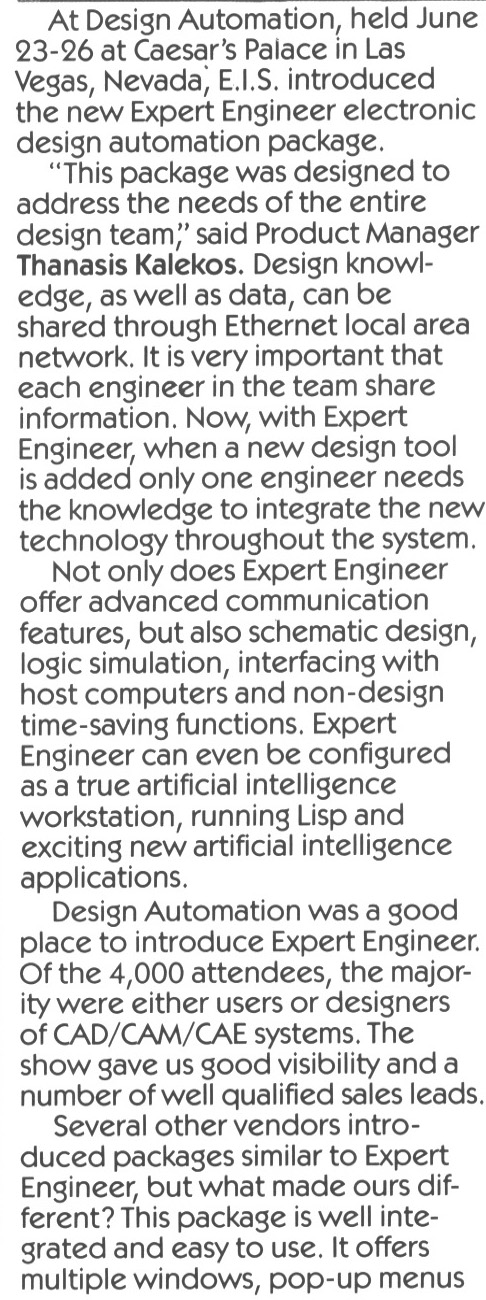 At Design Automation, held June
23-26 at Caesar's Palace in Las
Vegas, Nevada, E.I.S. introduced
the new Expert Engineer electronic
design automation package.
"This package was designed to
address the needs of the entire
design team," said Product Manager
Thanasis Kalekos. Design knowl-
edge, as well as data, can be
shared through Ethernet local area
network. It is very important that
each engineer in the team share
information. Now, with Expert
Engineer, when a new design tool
is added only one engineer needs
the knowledge to integrate the new
technology throughout the system.
Not only does Expert Engineer
offer advanced communication
features, but also schematic design,
logic simulation, interfacing with
host computers and non-design
time-saving functions. Expert
Engineer can even be configured
as a true artificial intelligence
workstation, running Lisp and
exciting new artificial intelligence
applications.
Design Automation was a good
place to introduce Expert Engineer.
Of the 4,000 attendees, the major-
ity were either users or designers
of CAD/CAM/CAE systems. The
show gave us good visibility and a
number of well qualified sales leads.
Several other vendors intro-
duced packages similar to Expert
Engineer, but what made ours dif-
ferent? This package is well inte-
grated and easy to use. It offers
multiple windows, pop-up menus